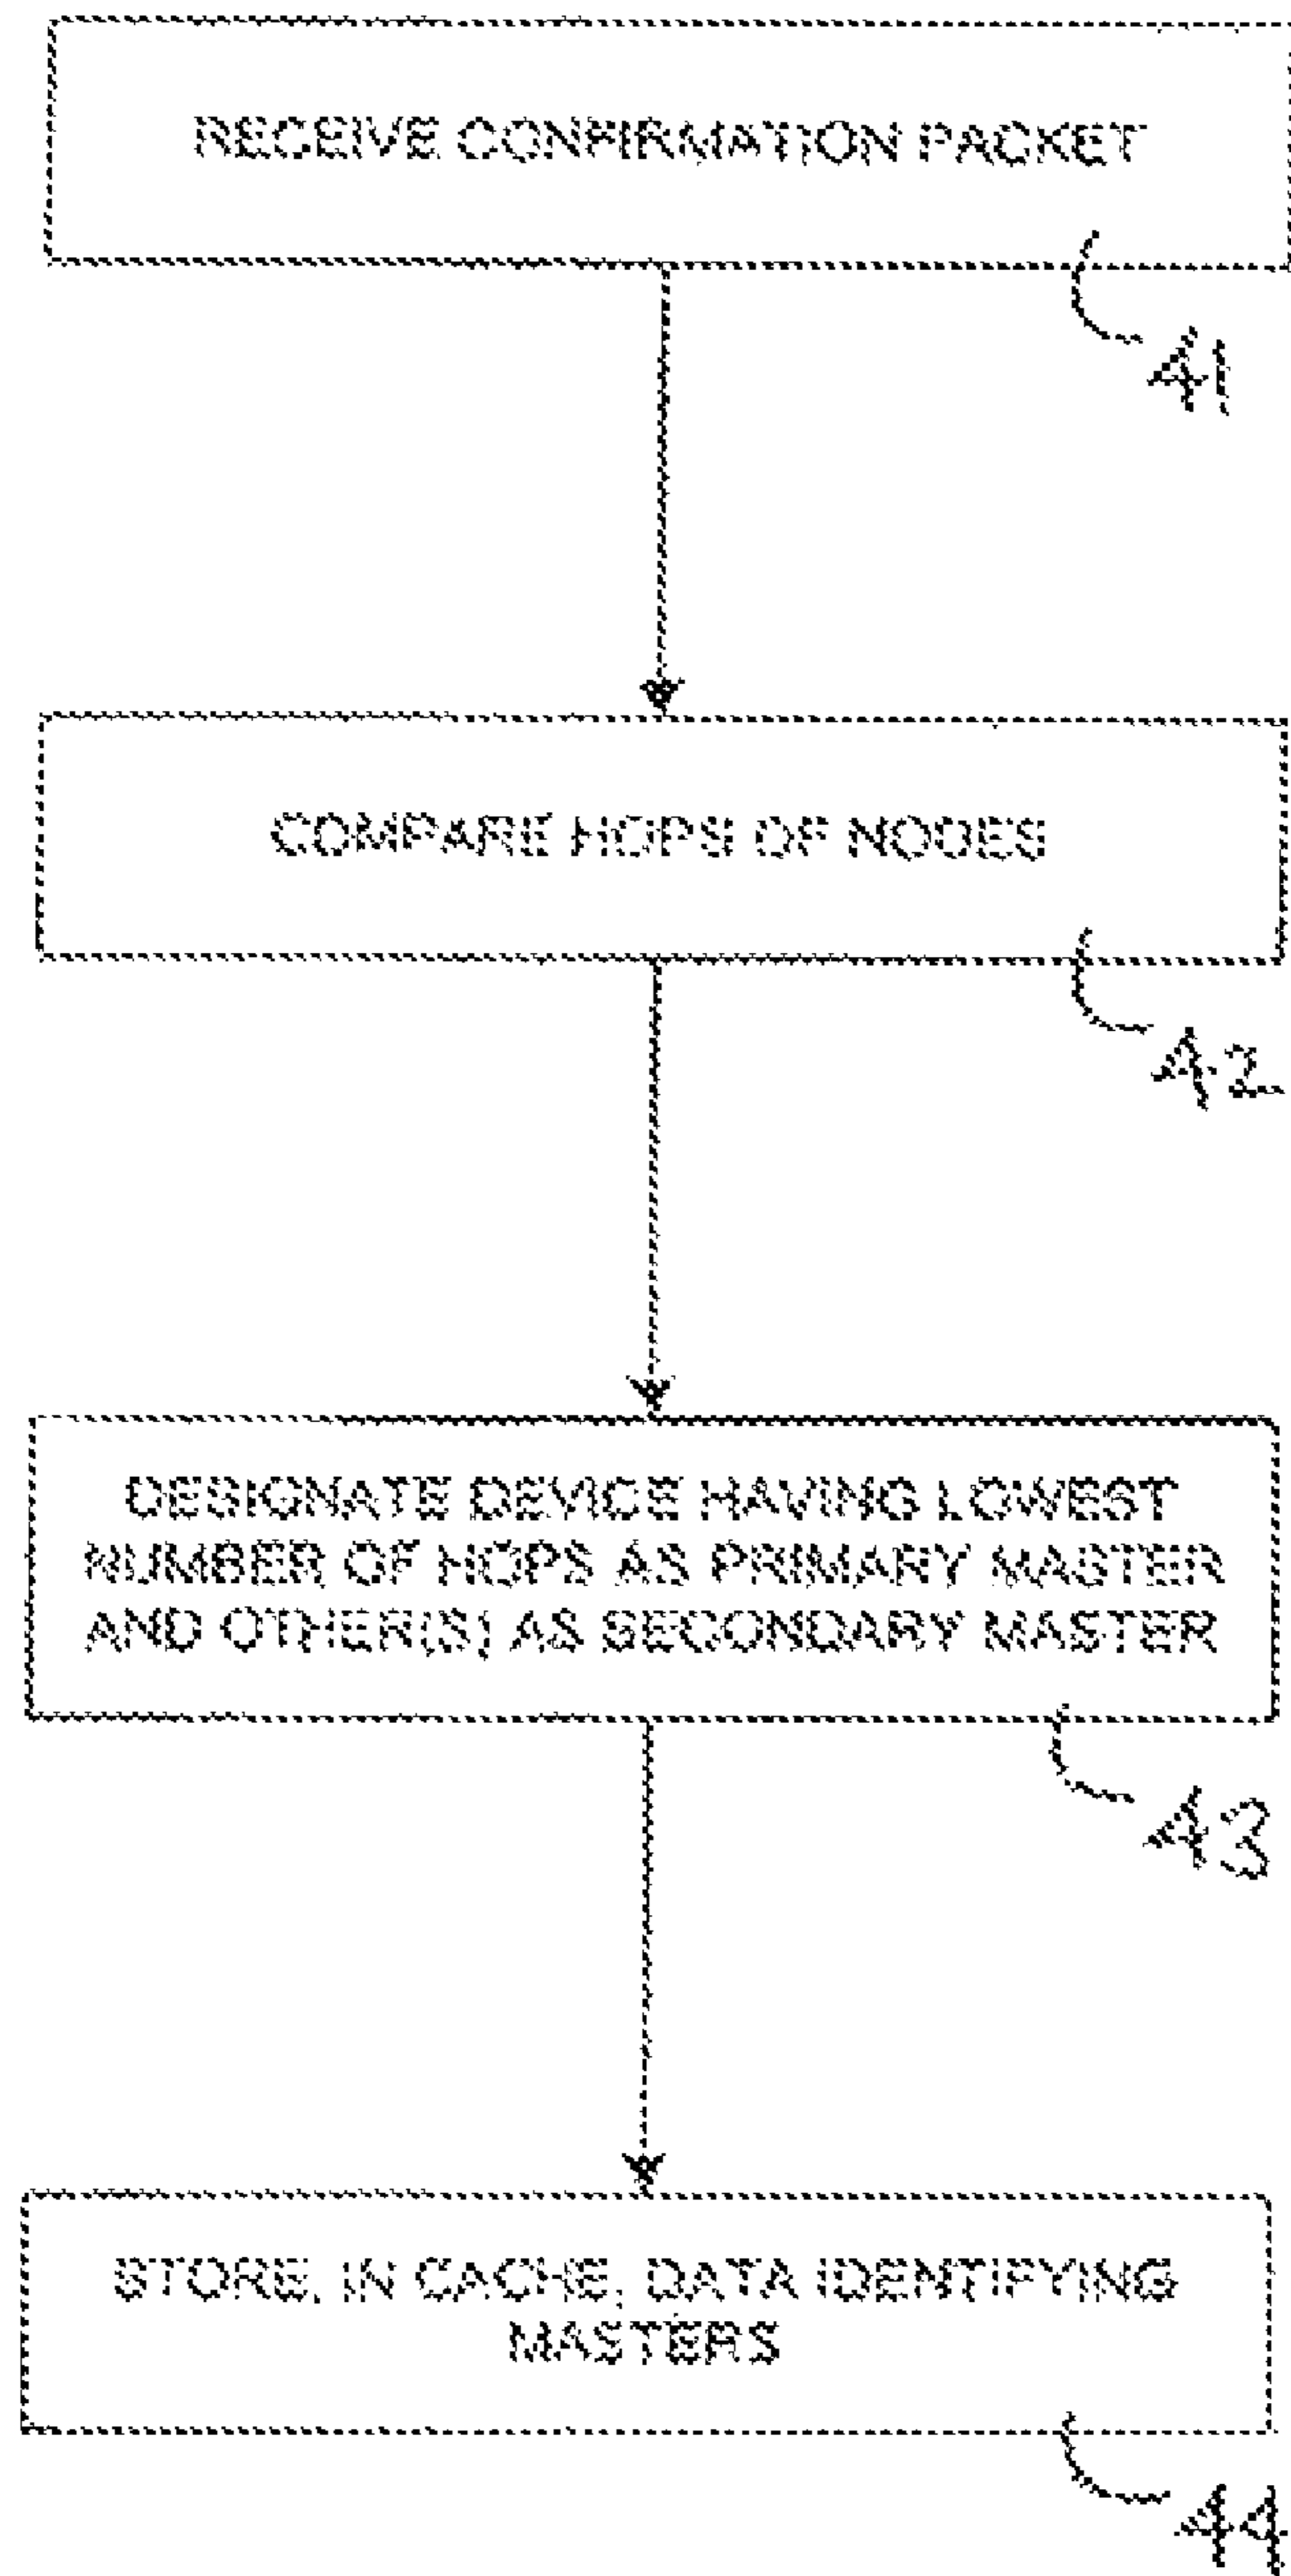 RECEIVE CONFIRMATION PACKET
41
COMPARE HOPS OF NODES
42
DESIGNATE DEVICE HAVING LOWEST
NUMBER OF HOPS AS PRIMARY MASTER
AND OTHER(S) AS SECONDARY MASTER
43
STORE, IN CACHE, DATA IDENTIFYING
MASTERS
44